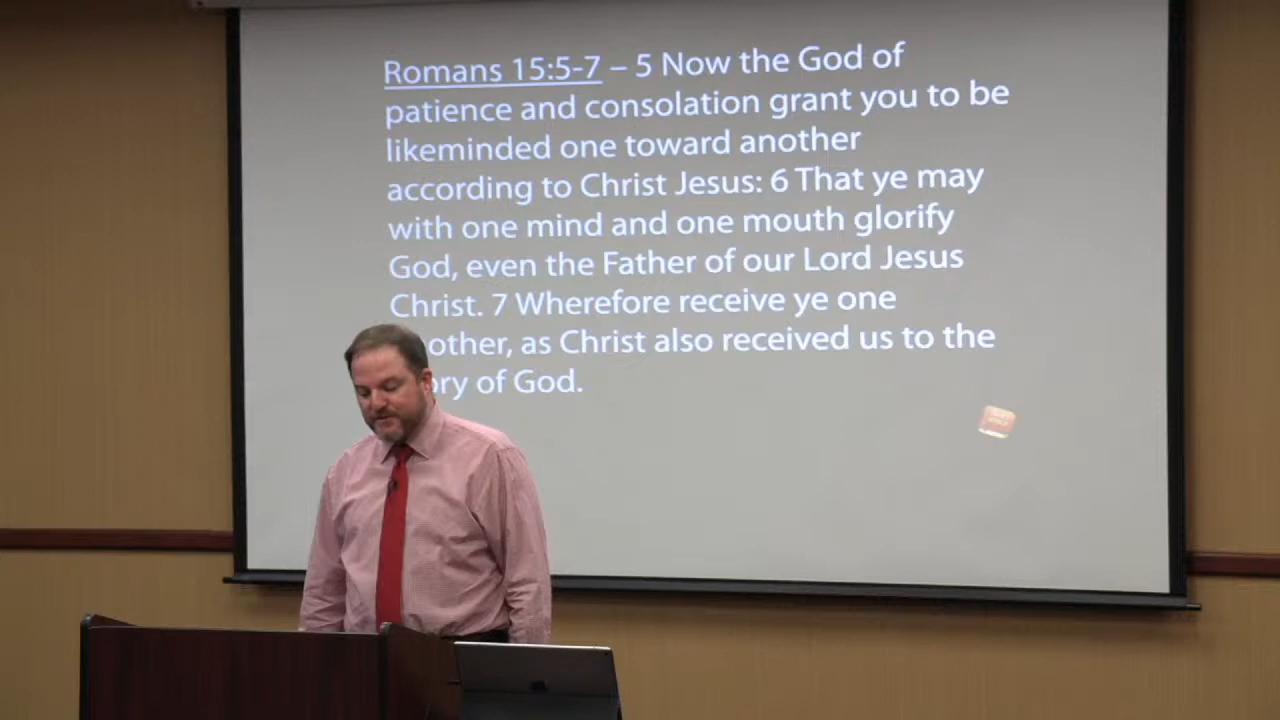 Romans 15:5-7 – 5 Now the God of
patience and consolation grant you to be
likeminded one toward another
according to Christ Jesus: 6 That ye may
with one mind and one mouth glorify
God, even the Father of our Lord Jesus
Christ. 7 Wherefore receive ye one
other, as Christ also received us to the
ory of God.